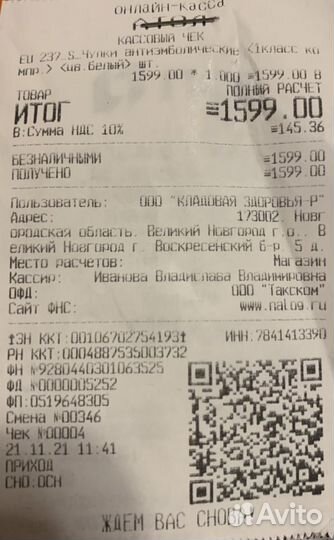 ОНЛАЙН-КАССА
АТОЛ
КАССОВЫЙ ЧЕК
EU 237 S..Чулки антиэмболические <1класс ко
мпр.> <цв.белый> шт.
1599.00 * 1.000 ≡1599.00 В
ТОВАР ПОЛНЫЙ РАСЧЕТ
ИТОГ ≡1599.00
В:Сумма НДС 10% ≡145.36
БЕЗНАЛИЧНЫМИ ≡1599.00
ПОЛУЧЕНО ≡1599.00
Пользователь: ООО "КЛАДОВАЯ ЗДОРОВЬЯ-Р"
Адрес: 173002, Новг
ородская область, Великий Новгород г.о., В
еликий Новгород г, Воскресенский б-р, 5 д.
Место расчетов: Магазин
Кассир: Иванова Владислава Владимировна
ОФД: ООО "Такском"
Сайт ФНС: www.nalog.ru
ЗН ККТ:00106702754193 ИНН:7841413390
РН ККТ:0004887535003732
ФН №9280440301063525
ФД №0000005252
ФП:0519648305
Смена №00346
Чек №00004
21.11.21 11:41
ПРИХОД
СНО:ОСН
ЖДЕМ ВАС СНОВА!
Avito